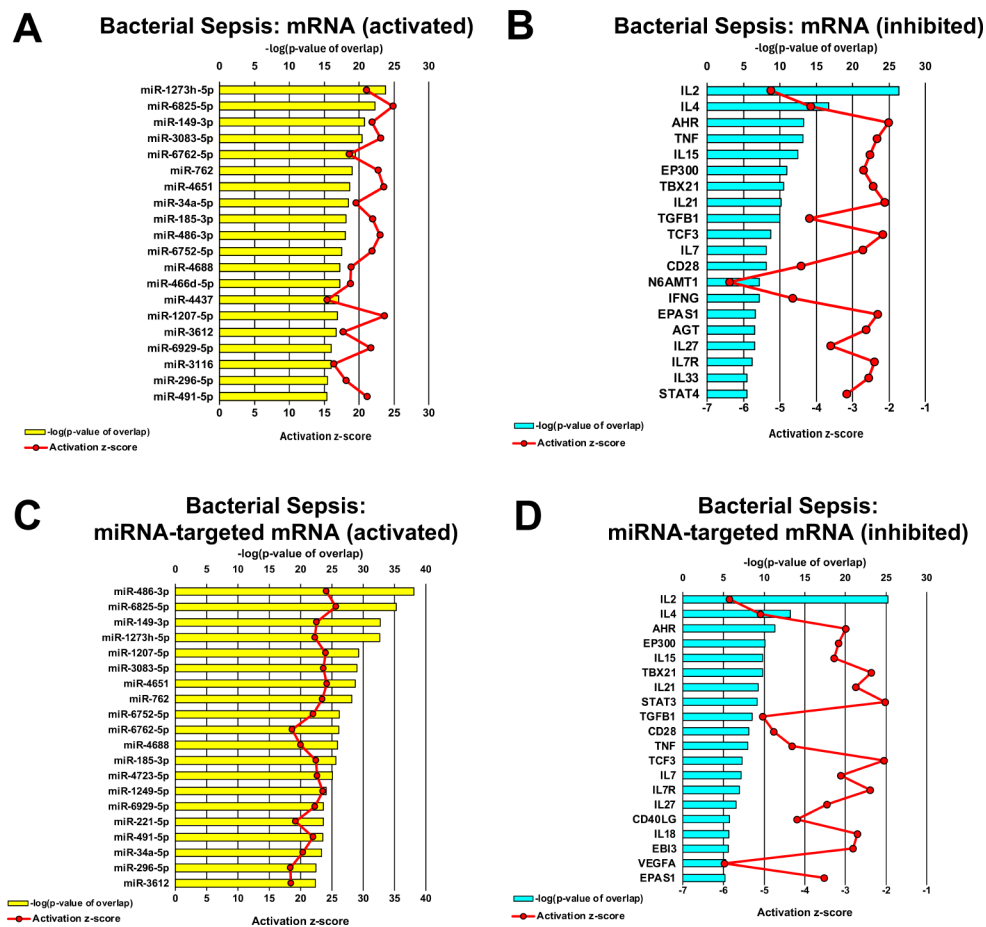 A
Bacterial Sepsis: mRNA (activated)
-log(p-value of overlap)
0 5 10 15 20 25 30
miR-1273h-5p
miR-6825-5p
miR-149-3p
miR-3083-5p
miR-6762-5p
miR-762
miR-4651
miR-34a-5p
miR-185-3p
miR-486-3p
miR-6752-5p
miR-4688
miR-466d-5p
miR-4437
miR-1207-5p
miR-3612
miR-6929-5p
miR-3116
miR-296-5p
miR-491-5p
0 5 10 15 20 25 30
-log(p-value of overlap)
Activation z-score
Activation z-score
B
Bacterial Sepsis: mRNA (inhibited)
-log(p-value of overlap)
0 5 10 15 20 25 30
IL2
IL4
AHR
TNF
IL15
EP300
TBX21
IL21
TGFB1
TCF3
IL7
CD28
N6AMT1
IFNG
EPAS1
AGT
IL27
IL7R
IL33
STAT4
-7 -6 -5 -4 -3 -2 -1
-log(p-value of overlap)
Activation z-score
Activation z-score
C
Bacterial Sepsis:
miRNA-targeted mRNA (activated)
-log(p-value of overlap)
0 5 10 15 20 25 30 35 40
miR-486-3p
miR-6825-5p
miR-149-3p
miR-1273h-5p
miR-1207-5p
miR-3083-5p
miR-4651
miR-762
miR-6752-5p
miR-6762-5p
miR-4688
miR-185-3p
miR-4723-5p
miR-1249-5p
miR-6929-5p
miR-221-5p
miR-491-5p
miR-34a-5p
miR-296-5p
miR-3612
0 5 10 15 20 25 30 35 40
-log(p-value of overlap)
Activation z-score
Activation z-score
D
Bacterial Sepsis:
miRNA-targeted mRNA (inhibited)
-log(p-value of overlap)
0 5 10 15 20 25 30
IL2
IL4
AHR
EP300
IL15
TBX21
IL21
STAT3
TGFB1
CD28
TNF
TCF3
IL7
IL7R
IL27
CD40LG
IL18
EBI3
VEGFA
EPAS1
-7 -6 -5 -4 -3 -2 -1
-log(p-value of overlap)
Activation z-score
Activation z-score